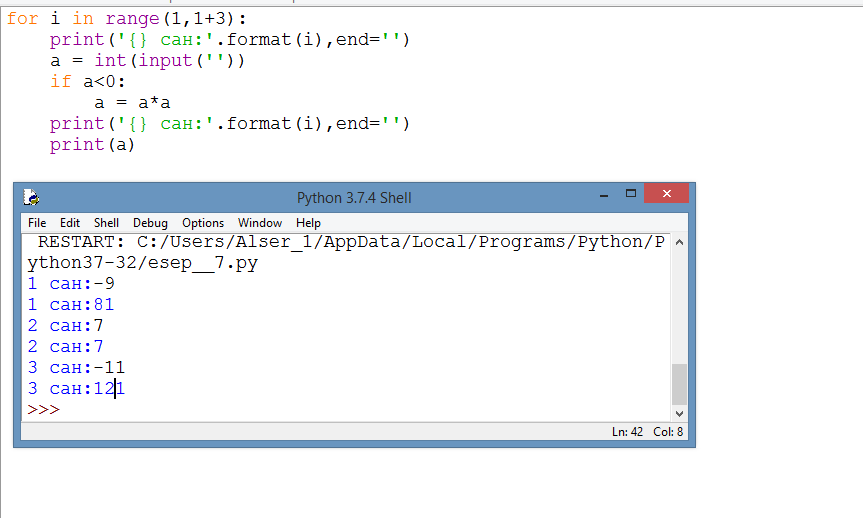 for i in range(1,1+3):
    print('{} сан:'.format(i),end='')
    a = int(input(''))
    if a<0:
        a = a*a
    print('{} сан:'.format(i),end='')
    print(a)
Python 3.7.4 Shell
File Edit Shell Debug Options Window Help
RESTART: C:/Users/Alser_1/AppData/Local/Programs/Python/P
ython37-32/esep__7.py
1 сан:-9
1 сан:81
2 сан:7
2 сан:7
3 сан:-11
3 сан:121
>>>
Ln: 42 Col: 8